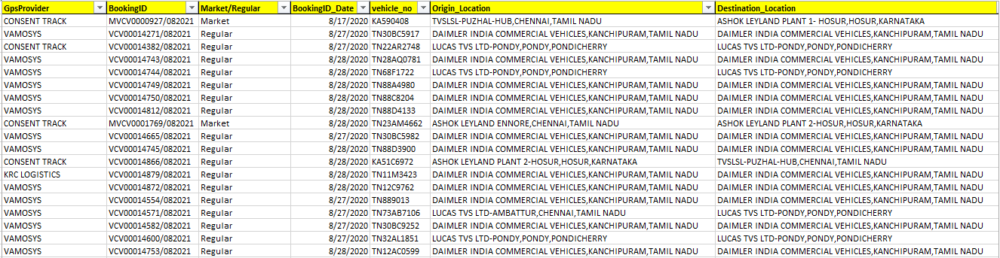 GpsProvider BookingID Market/Regular BookingID_Date vehicle_no Origin_Location Destination_Location
CONSENT TRACK MVCV0000927/082021 Market 8/17/2020 KA590408 TVSLSL-PUZHAL-HUB,CHENNAI,TAMIL NADU ASHOK LEYLAND PLANT 1- HOSUR,HOSUR,KARNATAKA
VAMOSYS VCV00014271/082021 Regular 8/27/2020 TN30BC5917 DAIMLER INDIA COMMERCIAL VEHICLES,KANCHIPURAM,TAMIL NADU DAIMLER INDIA COMMERCIAL VEHICLES,KANCHIPURAM,TAMIL NADU
CONSENT TRACK VCV00014382/082021 Regular 8/27/2020 TN22AR2748 LUCAS TVS LTD-PONDY,PONDY,PONDICHERRY LUCAS TVS LTD-PONDY,PONDY,PONDICHERRY
VAMOSYS VCV00014743/082021 Regular 8/28/2020 TN28AQ0781 DAIMLER INDIA COMMERCIAL VEHICLES,KANCHIPURAM,TAMIL NADU DAIMLER INDIA COMMERCIAL VEHICLES,KANCHIPURAM,TAMIL NADU
VAMOSYS VCV00014744/082021 Regular 8/28/2020 TN68F1722 LUCAS TVS LTD-PONDY,PONDY,PONDICHERRY LUCAS TVS LTD-PONDY,PONDY,PONDICHERRY
VAMOSYS VCV00014749/082021 Regular 8/28/2020 TN88A4980 DAIMLER INDIA COMMERCIAL VEHICLES,KANCHIPURAM,TAMIL NADU DAIMLER INDIA COMMERCIAL VEHICLES,KANCHIPURAM,TAMIL NADU
VAMOSYS VCV00014750/082021 Regular 8/28/2020 TN88C8204 DAIMLER INDIA COMMERCIAL VEHICLES,KANCHIPURAM,TAMIL NADU DAIMLER INDIA COMMERCIAL VEHICLES,KANCHIPURAM,TAMIL NADU
VAMOSYS VCV00014812/082021 Regular 8/28/2020 TN88D4133 DAIMLER INDIA COMMERCIAL VEHICLES,KANCHIPURAM,TAMIL NADU DAIMLER INDIA COMMERCIAL VEHICLES,KANCHIPURAM,TAMIL NADU
CONSENT TRACK MVCV0001769/082021 Market 8/28/2020 TN23AM4662 ASHOK LEYLAND ENNORE,CHENNAI,TAMIL NADU ASHOK LEYLAND PLANT 2-HOSUR,HOSUR,KARNATAKA
VAMOSYS VCV00014665/082021 Regular 8/27/2020 TN30BC5982 DAIMLER INDIA COMMERCIAL VEHICLES,KANCHIPURAM,TAMIL NADU DAIMLER INDIA COMMERCIAL VEHICLES,KANCHIPURAM,TAMIL NADU
VAMOSYS VCV00014745/082021 Regular 8/28/2020 TN88D3900 DAIMLER INDIA COMMERCIAL VEHICLES,KANCHIPURAM,TAMIL NADU DAIMLER INDIA COMMERCIAL VEHICLES,KANCHIPURAM,TAMIL NADU
CONSENT TRACK VCV00014866/082021 Regular 8/28/2020 KA51C6972 ASHOK LEYLAND PLANT 2-HOSUR,HOSUR,KARNATAKA TVSLSL-PUZHAL-HUB,CHENNAI,TAMIL NADU
KRC LOGISTICS VCV00014879/082021 Regular 8/28/2020 TN11M3423 DAIMLER INDIA COMMERCIAL VEHICLES,KANCHIPURAM,TAMIL NADU DAIMLER INDIA COMMERCIAL VEHICLES,KANCHIPURAM,TAMIL NADU
VAMOSYS VCV00014872/082021 Regular 8/28/2020 TN12C9762 DAIMLER INDIA COMMERCIAL VEHICLES,KANCHIPURAM,TAMIL NADU DAIMLER INDIA COMMERCIAL VEHICLES,KANCHIPURAM,TAMIL NADU
VAMOSYS VCV00014554/082021 Regular 8/27/2020 TN889013 DAIMLER INDIA COMMERCIAL VEHICLES,KANCHIPURAM,TAMIL NADU DAIMLER INDIA COMMERCIAL VEHICLES,KANCHIPURAM,TAMIL NADU
VAMOSYS VCV00014571/082021 Regular 8/27/2020 TN73AB7106 LUCAS TVS LTD-AMBATTUR,CHENNAI,TAMIL NADU LUCAS TVS LTD-PONDY,PONDY,PONDICHERRY
VAMOSYS VCV00014582/082021 Regular 8/27/2020 TN30BC9252 DAIMLER INDIA COMMERCIAL VEHICLES,KANCHIPURAM,TAMIL NADU DAIMLER INDIA COMMERCIAL VEHICLES,KANCHIPURAM,TAMIL NADU
VAMOSYS VCV00014600/082021 Regular 8/27/2020 TN32AL1851 LUCAS TVS LTD-PONDY,PONDY,PONDICHERRY LUCAS TVS LTD-PONDY,PONDY,PONDICHERRY
VAMOSYS VCV00014753/082021 Regular 8/28/2020 TN12AC0599 DAIMLER INDIA COMMERCIAL VEHICLES,KANCHIPURAM,TAMIL NADU DAIMLER INDIA COMMERCIAL VEHICLES,KANCHIPURAM,TAMIL NADU